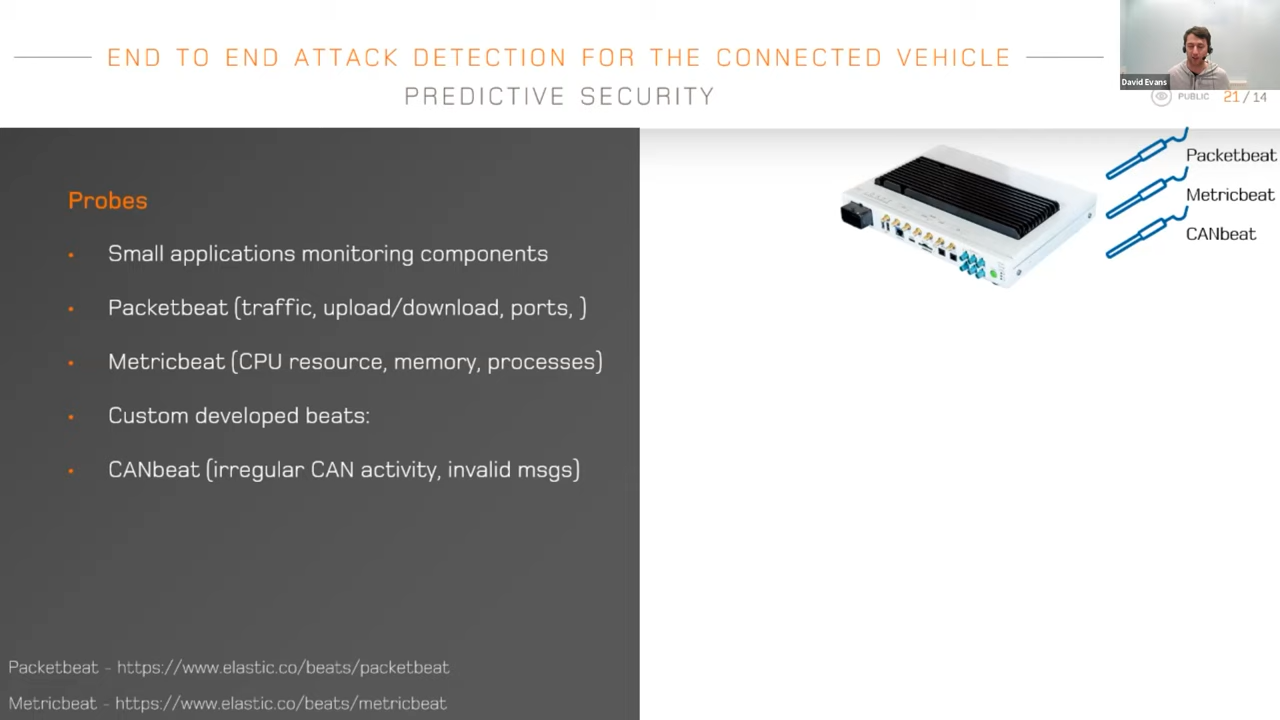 END TO END ATTACK DETECTION FOR THE CONNECTED VEHICLE
PREDICTIVE SECURITY
David Evans
PUBLIC 21 / 14
Probes
• Small applications monitoring components
• Packetbeat (traffic, upload/download, ports, )
• Metricbeat (CPU resource, memory, processes)
• Custom developed beats:
• CANbeat (irregular CAN activity, invalid msgs)
Packetbeat
Metricbeat
CANbeat
Packetbeat - https://www.elastic.co/beats/packetbeat
Metricbeat - https://www.elastic.co/beats/metricbeat